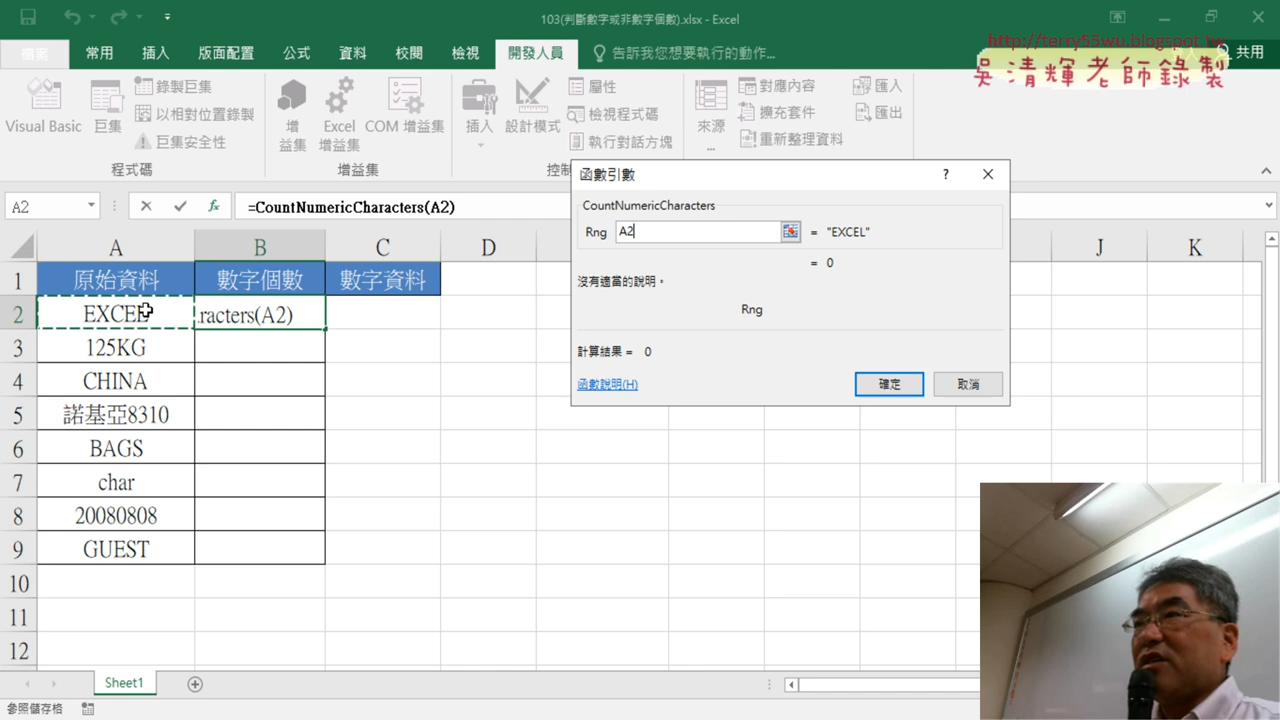 103(判斷數字或非數字個數).xlsx - Excel
http://terry55wu.blogspot.tw
吳清輝老師錄製
檔案 常用 插入 版面配置 公式 資料 校閱 檢視 開發人員 告訴我您想要執行的動作... 共用
Visual Basic 巨集 錄製巨集 以相對位置錄製 巨集安全性
增益集 Excel 增益集 COM 增益集
插入 設計模式 屬性 檢視程式碼 執行對話方塊
來源... 對應內容 擴充套件 重新整理資料 匯入 匯出
程式碼 增益集 控制
A2 fx =CountNumericCharacters(A2)
函數引數 ?
CountNumericCharacters
Rng A2 = "EXCEL"
= 0
沒有適當的說明。
Rng
計算結果 = 0
函數說明(H) 確定 取消
A B C D J K
1 原始資料 數字個數 數字資料
2 EXCEL racters(A2)
3 125KG
4 CHINA
5 諾基亞8310
6 BAGS
7 char
8 20080808
9 GUEST
10
11
12
Sheet1
參照儲存格